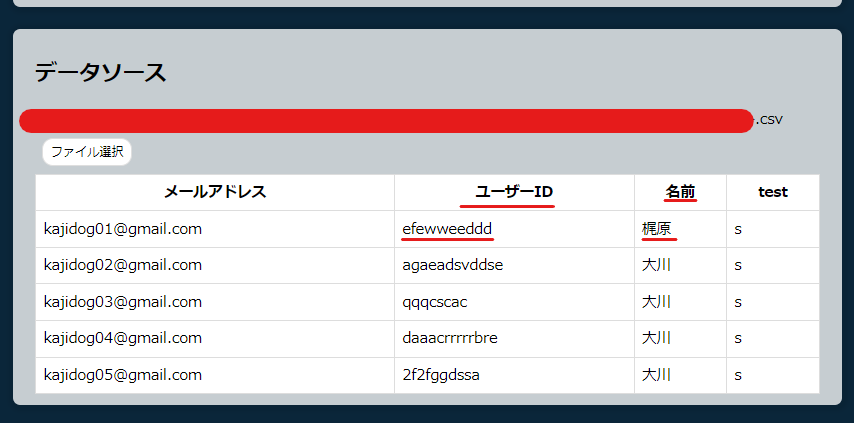 データソース
.csv
ファイル選択
メールアドレス ユーザーID 名前 test
kajidog01@gmail.com efewweeddd 梶原 s
kajidog02@gmail.com agaeadsvddse 大川 s
kajidog03@gmail.com qqqcscac 大川 s
kajidog04@gmail.com daaacrrrrrbre 大川 s
kajidog05@gmail.com 2f2fggdssa 大川 s